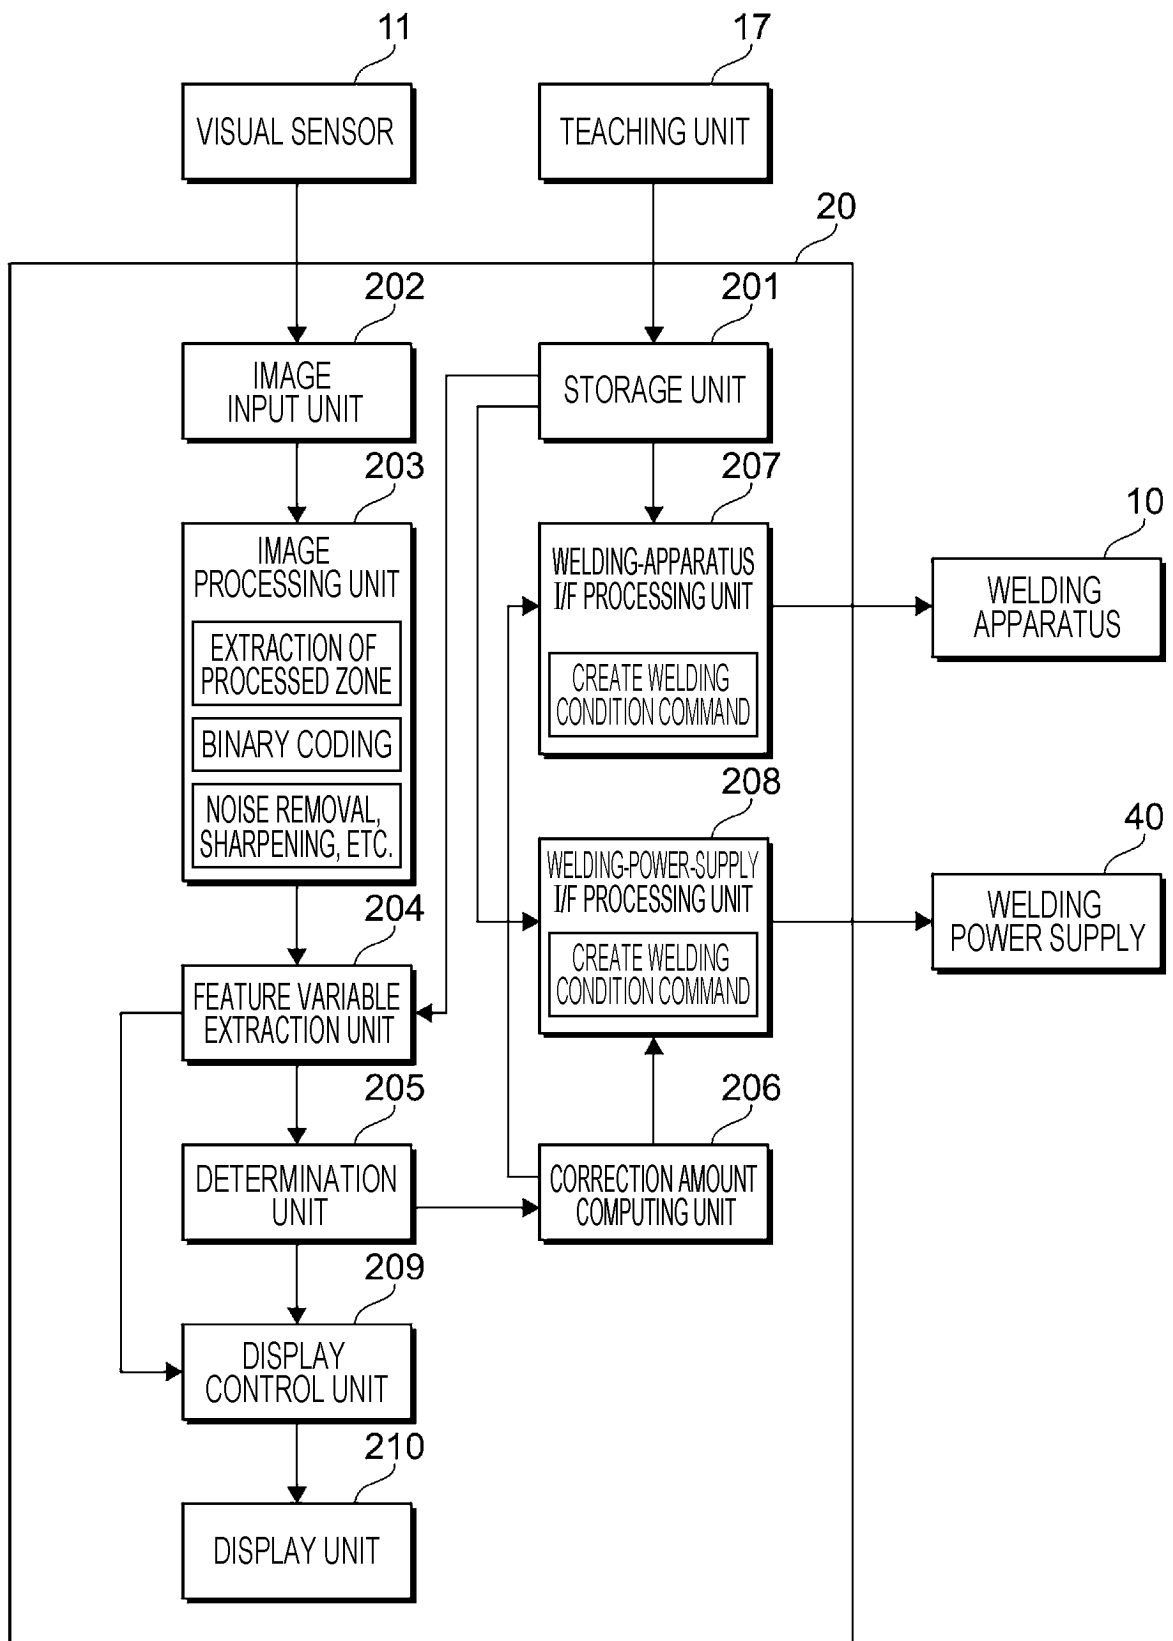 11
17
VISUAL SENSOR
TEACHING UNIT
20
202
201
IMAGE
INPUT UNIT
STORAGE UNIT
203
207
IMAGE
PROCESSING UNIT
EXTRACTION OF
PROCESSED ZONE
BINARY CODING
NOISE REMOVAL,
SHARPENING, ETC.
WELDING-APPARATUS
I/F PROCESSING UNIT
CREATE WELDING
CONDITION COMMAND
10
WELDING
APPARATUS
208
WELDING-POWER-SUPPLY
I/F PROCESSING UNIT
CREATE WELDING
CONDITION COMMAND
40
WELDING
POWER SUPPLY
204
FEATURE VARIABLE
EXTRACTION UNIT
205
206
DETERMINATION
UNIT
CORRECTION AMOUNT
COMPUTING UNIT
209
DISPLAY
CONTROL UNIT
210
DISPLAY UNIT